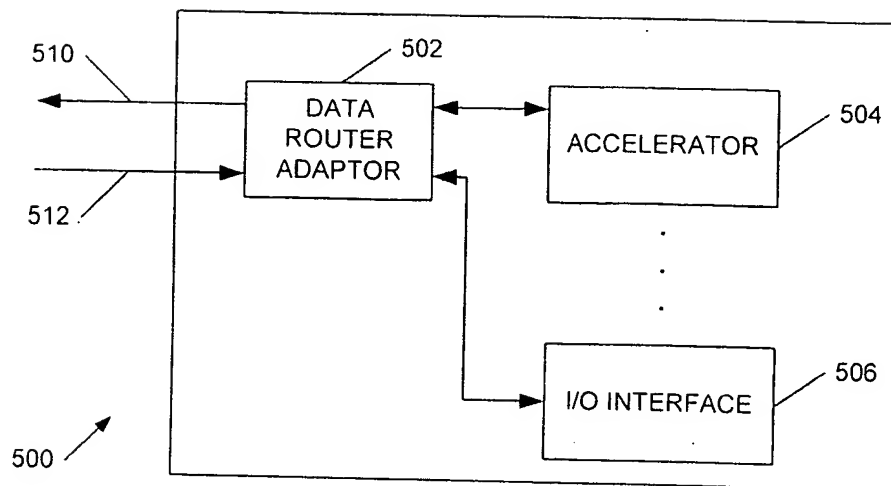 510
502
DATA
ROUTER
ADAPTOR
504
ACCELERATOR
512
506
I/O INTERFACE
500